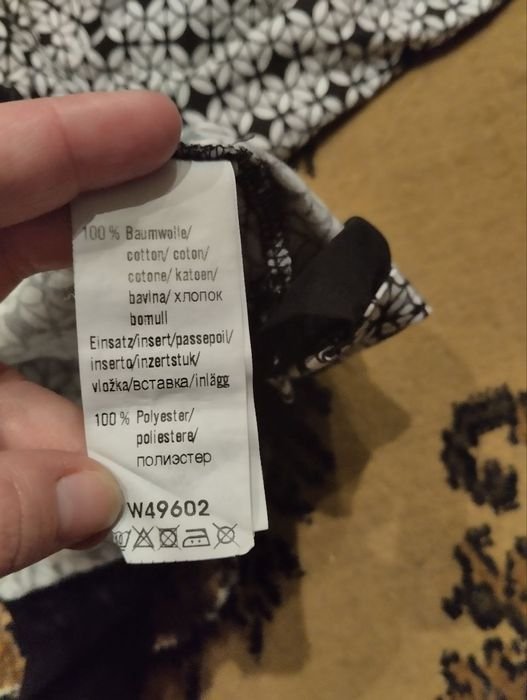 100 % Baumwolle/
cotton/ coton/
cotone/ katoen/
bavlna/ хлопок
bomull
Einsatz/insert/passepoil/
inserto/inzertstuk/
vložka/вставка/inlägg
100 % Polyester/
poliestere/
полиэстер
W49602